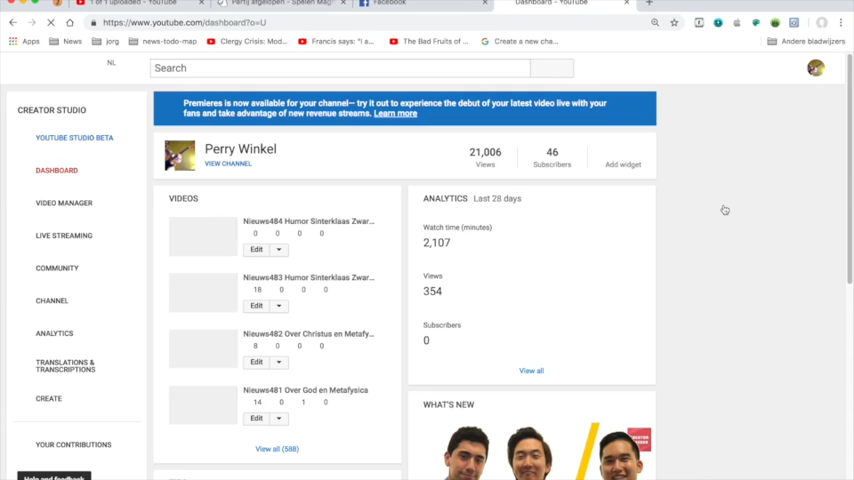 1 of 1 uploaded - YouTube
Partij afgelopen - Spelen Mag
Facebook
Dashboard - YouTube
https://www.youtube.com/dashboard?o=U
Apps
News
jorg
news-todo-map
Clergy Crisis - U...
Francis says: "I a...
The Bad Fruits of ...
Create a new cha...
Andere bladwijzers
NL
Search
CREATOR STUDIO
YOUTUBE STUDIO BETA
DASHBOARD
VIDEO MANAGER
LIVE STREAMING
COMMUNITY
CHANNEL
ANALYTICS
TRANSLATIONS &
TRANSCRIPTIONS
CREATE
YOUR CONTRIBUTIONS
Help and feedback
Premieres is now available for your channel— try it out to experience the debut of your latest video live with your
fans and take advantage of new revenue streams. Learn more
Perry Winkel
VIEW CHANNEL
21,006
Views
46
Subscribers
Add widget
VIDEOS
Nieuws484 Humor Sinterklaas Zwar...
0 0 0 0
Edit
Nieuws483 Humor Sinterklaas Zwar...
18 0 0 0
Edit
Nieuws482 Over Christus en Metafy...
8 0 0 0
Edit
Nieuws481 Over God en Metafysica
14 0 1 0
Edit
View all (588)
ANALYTICS Last 28 days
Watch time (minutes)
2,107
Views
354
Subscribers
0
View all
WHAT'S NEW